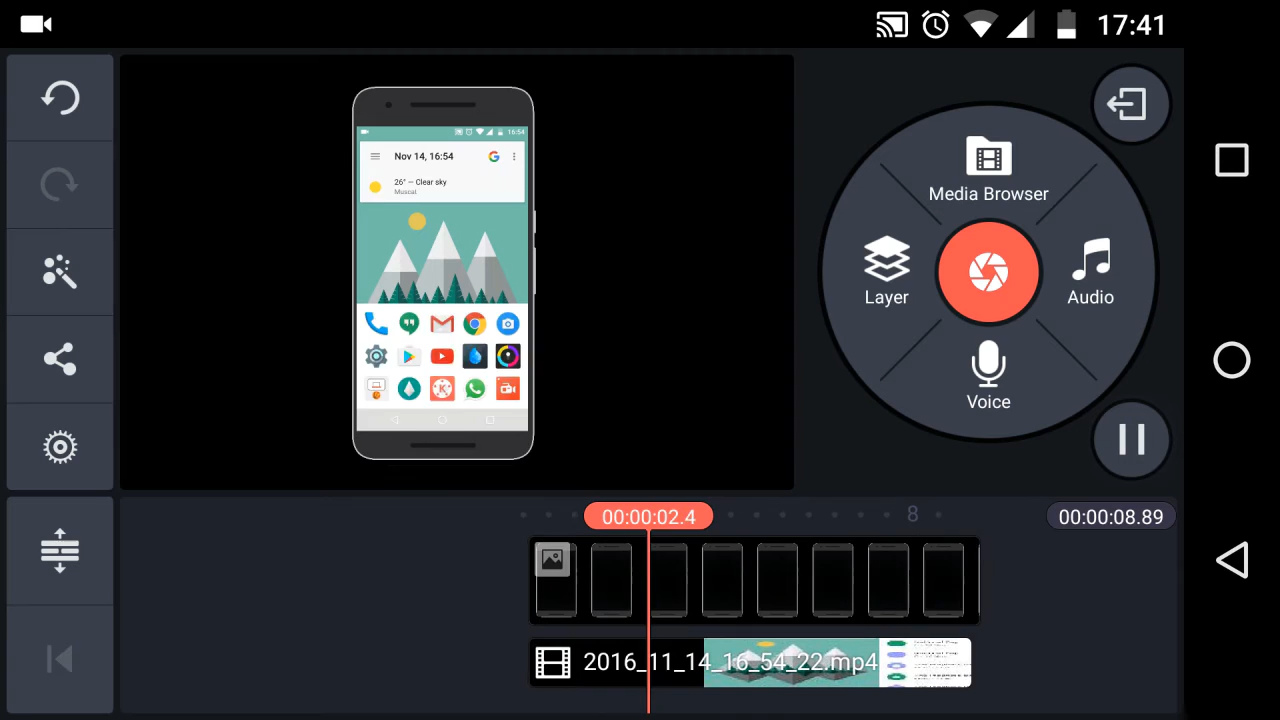 17:41
16:54
Nov 14, 16:54
26° — Clear sky
Muscat
Media Browser
Layer
Audio
Voice
00:00:02.4
8
00:00:08.89
2016_11_14_16_54_22.mp4